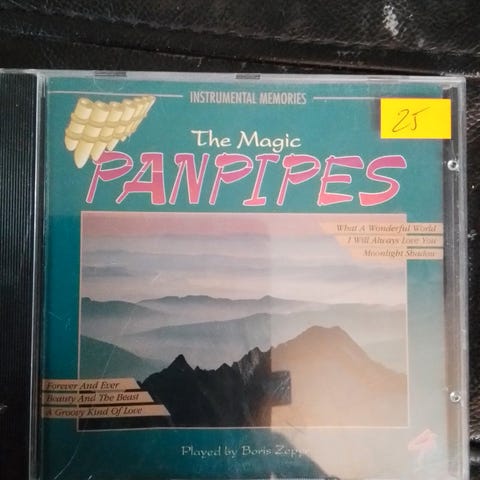 INSTRUMENTAL MEMORIES
25
The Magic
PANPIPES
What A Wonderful World
I Will Always Love You
Moonlight Shadow
Forever And Ever
Beauty And The Beast
A Groovy Kind Of Love
4
Played by Boris